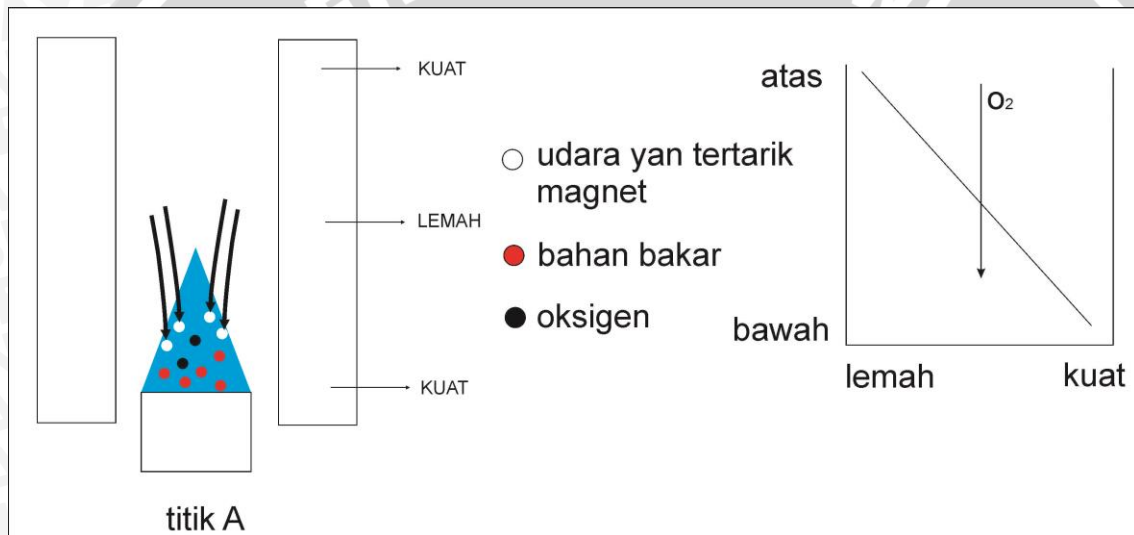 KUAT
LEMAH
KUAT
titik A
udara yan tertarik
magnet
bahan bakar
oksigen
atas
O₂
bawah
lemah
kuat